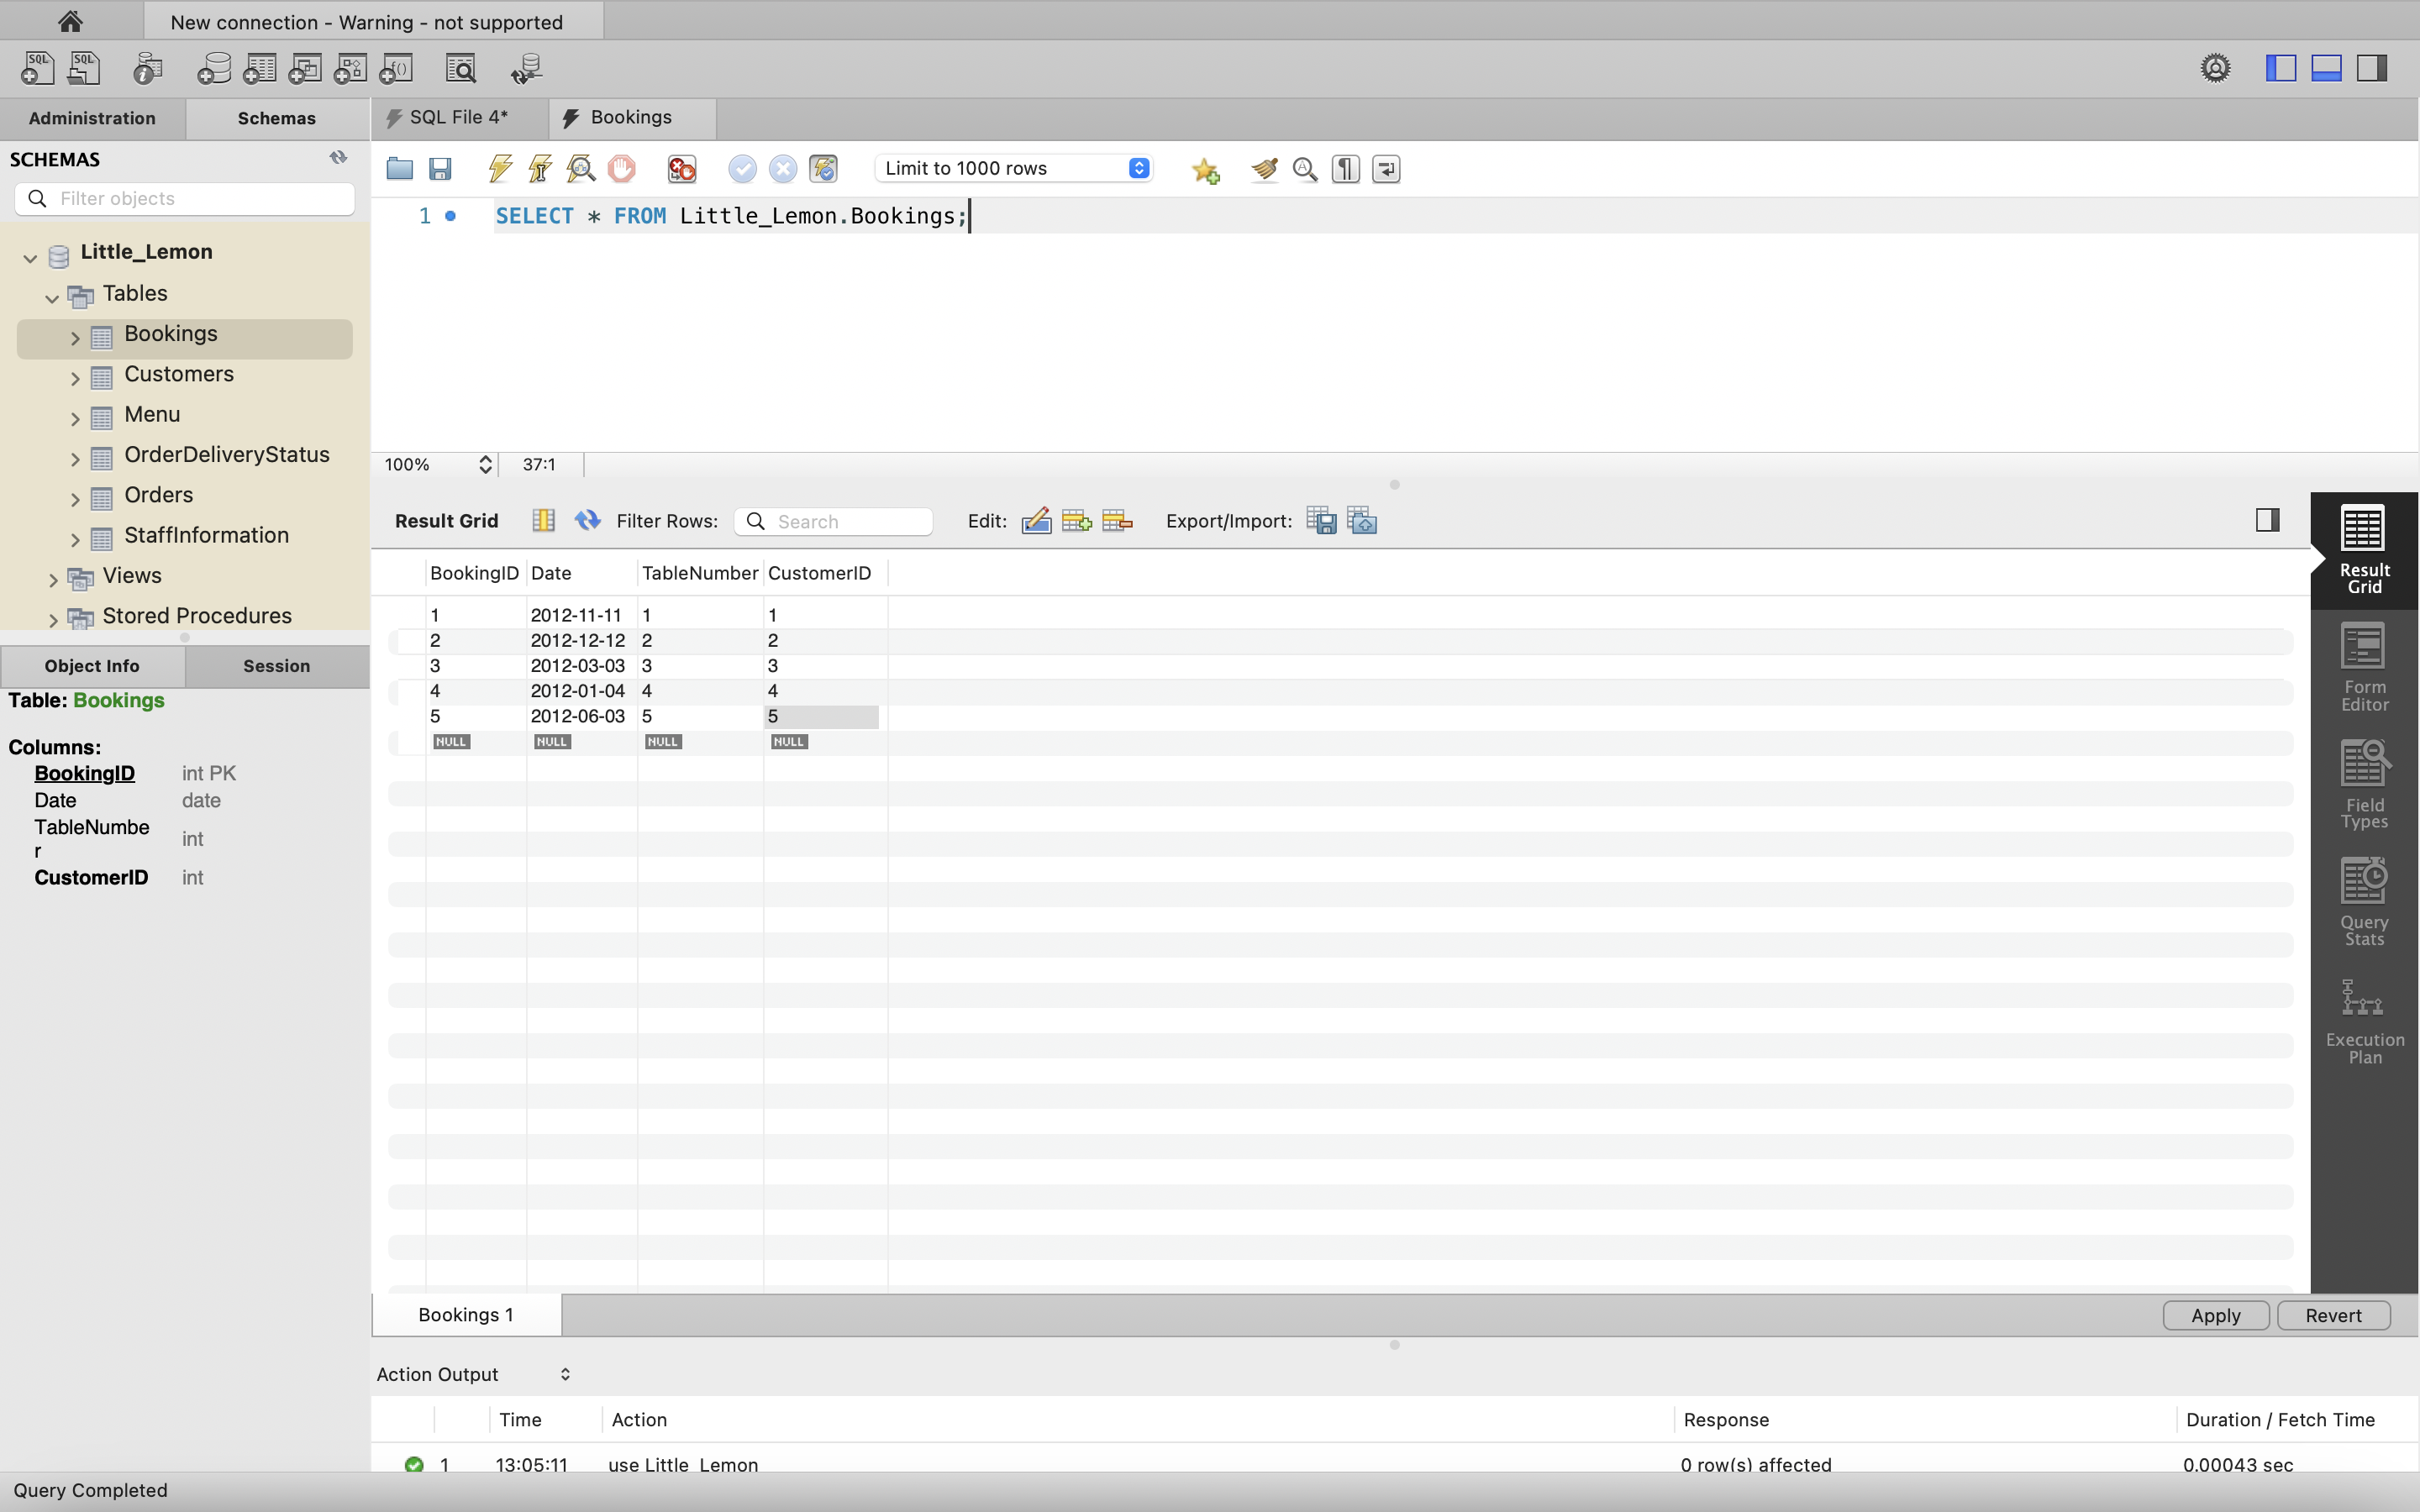 New connection - Warning - not supported
SQL SQL
f()
Administration Schemas
SQL File 4* Bookings
SCHEMAS
Limit to 1000 rows
Filter objects
1 SELECT * FROM Little_Lemon.Bookings;
Little_Lemon
Tables
Bookings
Customers
Menu
OrderDeliveryStatus
Orders
StaffInformation
Views
Stored Procedures
100% 37:1
Result Grid Filter Rows: Search Edit: Export/Import:
BookingID Date TableNumber CustomerID
1 2012-11-11 1 1
2 2012-12-12 2 2
3 2012-03-03 3 3
4 2012-01-04 4 4
5 2012-06-03 5 5
NULL NULL NULL NULL
Result
Grid
Form
Editor
Field
Types
Query
Stats
Execution
Plan
Object Info Session
Table: Bookings
Columns:
BookingID int PK
Date date
TableNumbe
r int
CustomerID int
Bookings 1 Apply Revert
Action Output
Time Action Response Duration / Fetch Time
1 13:05:11 use Little_Lemon 0 row(s) affected 0.00043 sec
Query Completed